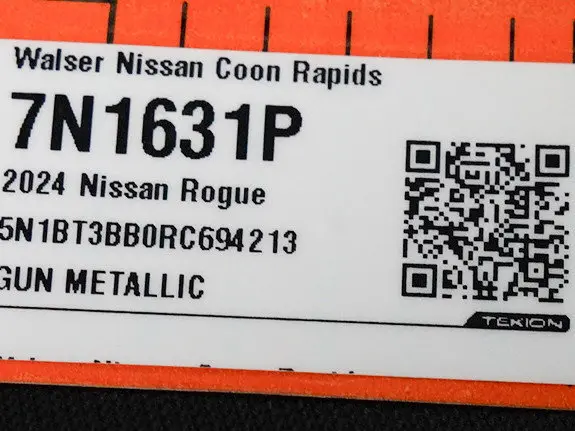 Walser Nissan Coon Rapids
7N1631P
2024 Nissan Rogue
5N1BT3BB0RC694213
GUN METALLIC
TEKION